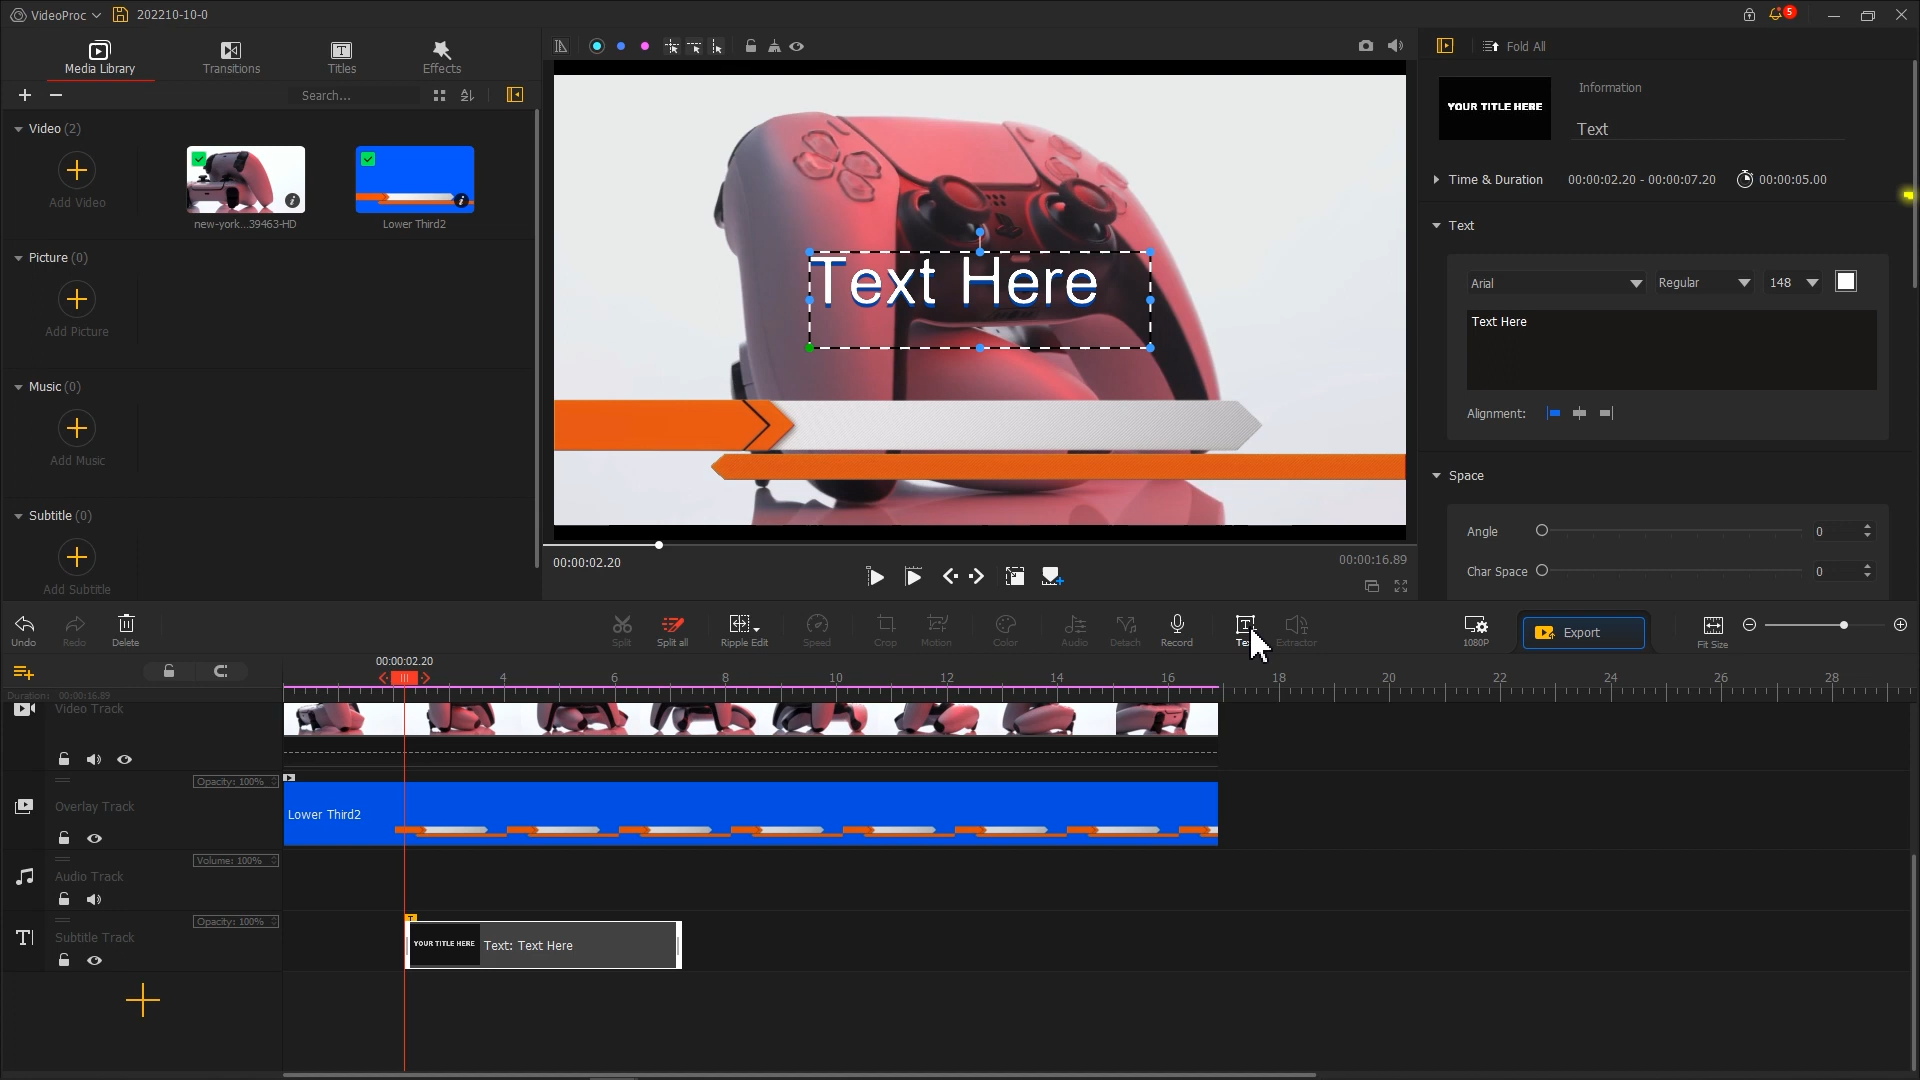 VideoProc
202210-10-0
5
Media Library
Transitions
Titles
Effects
Search...
Fold All
Video (2)
Add Video
new-york...39463-HD
Lower Third2
Picture (0)
Add Picture
Music (0)
Add Music
Subtitle (0)
Add Subtitle
Text Here
00:00:02.20
00:00:16.89
YOUR TITLE HERE
Information
Text
Time & Duration
00:00:02.20 - 00:00:07.20
00:00:05.00
Text
Arial
Regular
148
Text Here
Alignment:
Space
Angle
0
Char Space
0
Undo
Redo
Delete
Split
Split all
Ripple Edit
Speed
Crop
Motion
Color
Audio
Detach
Record
Extractor
1080P
Export
Fit Size
00:00:02.20
4
6
8
10
12
14
16
18
20
22
24
26
28
Duration: 00:00:16.89
Video Track
Opacity: 100%
Overlay Track
Lower Third2
Volume: 100%
Audio Track
Opacity: 100%
Subtitle Track
YOUR TITLE HERE
Text: Text Here